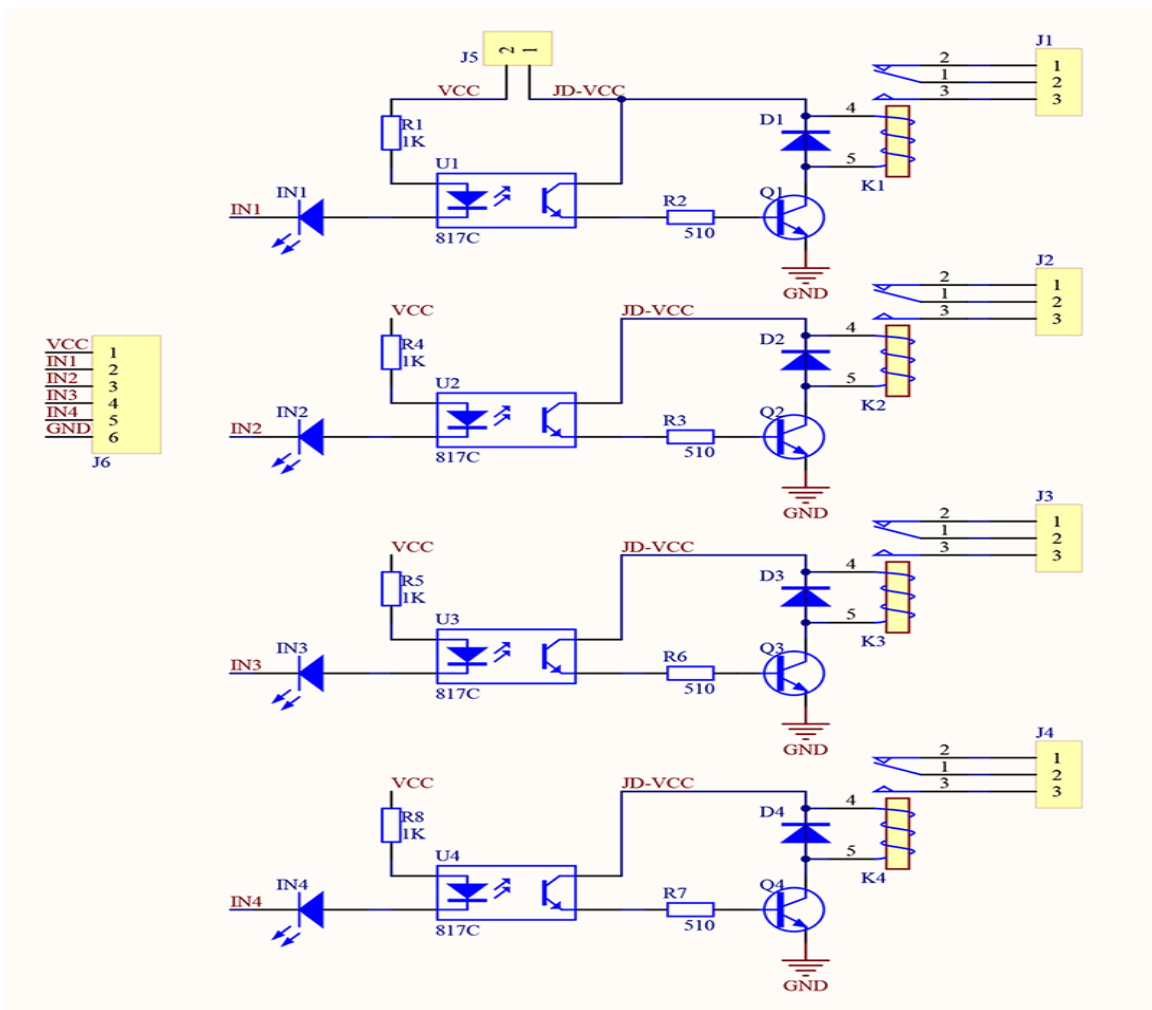 J5 2 1
VCC JD-VCC
R1
1K
U1
817C
IN1 IN1
R2
510
D1
Q1
GND
4
5
K1
J1
2 1
1 2
3 3
VCC
R4
1K
U2
817C
IN2 IN2
JD-VCC
R3
510
D2
Q2
GND
4
5
K2
J2
2 1
1 2
3 3
VCC 1
IN1 2
IN2 3
IN3 4
IN4 5
GND 6
J6
VCC
R5
1K
U3
817C
IN3 IN3
JD-VCC
R6
510
D3
Q3
GND
4
5
K3
J3
2 1
1 2
3 3
VCC
R8
1K
U4
817C
IN4 IN4
JD-VCC
R7
510
D4
Q4
GND
4
5
K4
J4
2 1
1 2
3 3